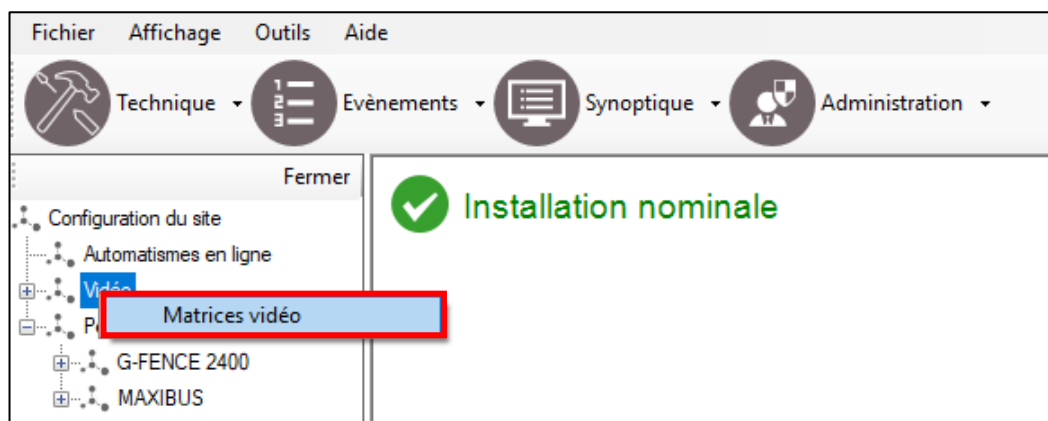 Fichier Affichage Outils Aide
Technique Evènements Synoptique Administration
Fermer
Installation nominale
Configuration du site
Automatismes en ligne
Vidéo
Matrices vidéo
G-FENCE 2400
MAXIBUS